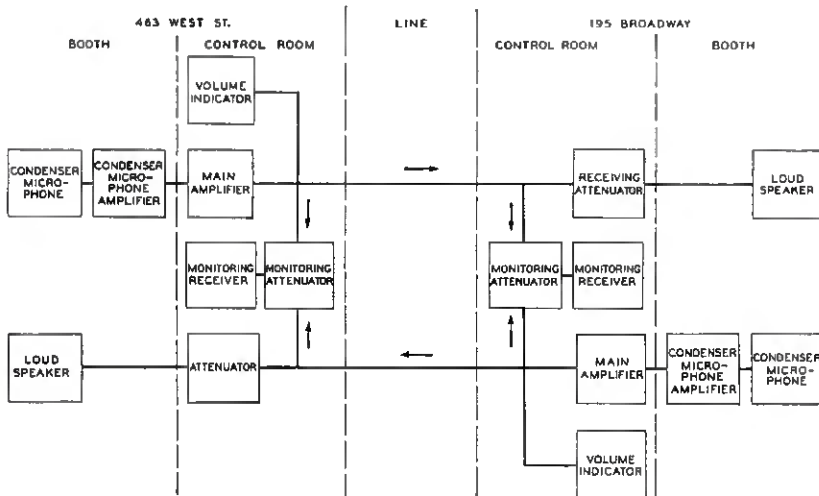 463 WEST ST.
LINE
195 BROADWAY
BOOTH
CONTROL ROOM
CONTROL ROOM
BOOTH
VOLUME
INDICATOR
CONDENSER
MICRO-
PHONE
CONDENSER
MICRO-
PHONE
AMPLIFIER
MAIN
AMPLIFIER
RECEIVING
ATTENUATOR
LOUD
SPEAKER
MONITORING
RECEIVER
MONITORING
ATTENUATOR
MONITORING
ATTENUATOR
MONITORING
RECEIVER
LOUD
SPEAKER
ATTENUATOR
MAIN
AMPLIFIER
CONDENSER
MICRO-
PHONE
AMPLIFIER
CONDENSER
MICRO-
PHONE
VOLUME
INDICATOR